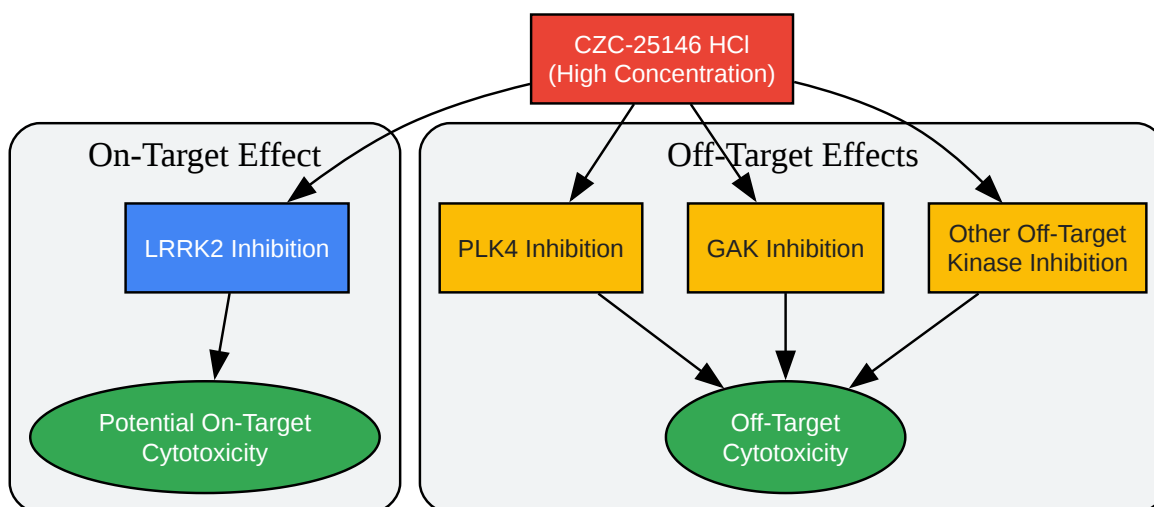 CZC-25146 HCl
(High Concentration)
On-Target Effect
Off-Target Effects
LRRK2 Inhibition
PLK4 Inhibition
GAK Inhibition
Other Off-Target
Kinase Inhibition
Potential On-Target
Cytotoxicity
Off-Target
Cytotoxicity